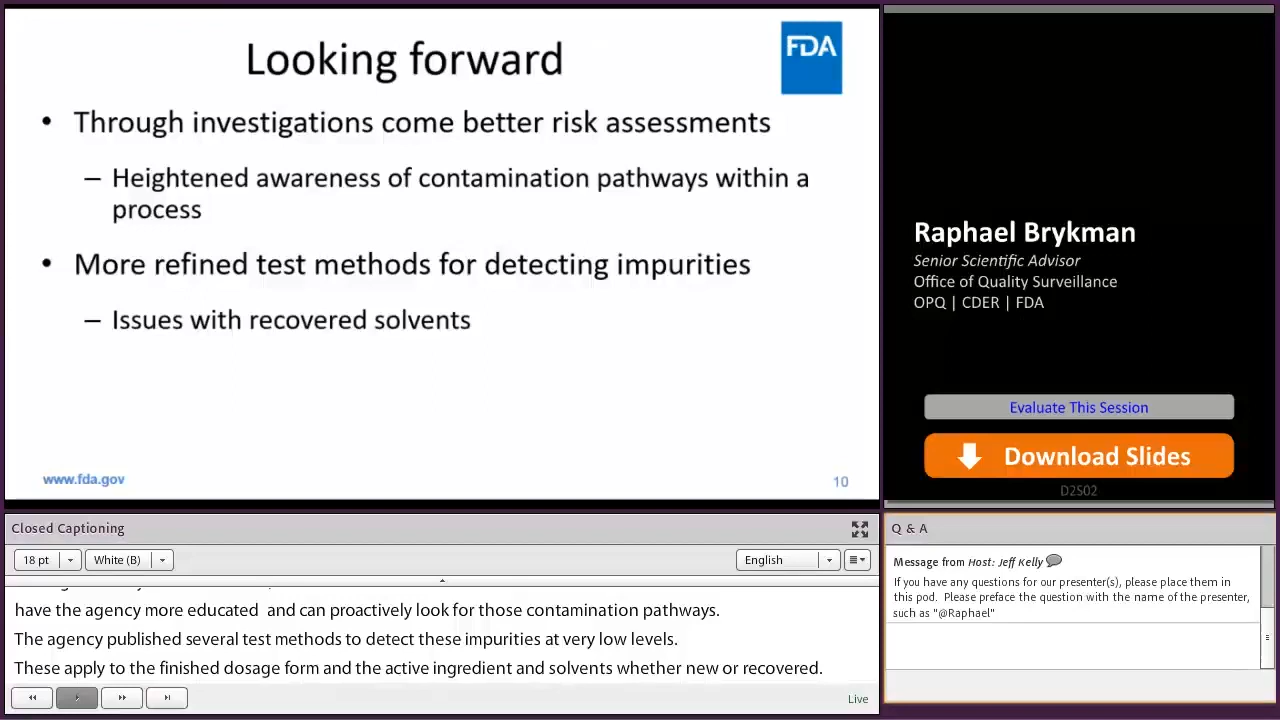 Looking forward
FDA
• Through investigations come better risk assessments
– Heightened awareness of contamination pathways within a
process
• More refined test methods for detecting impurities
– Issues with recovered solvents
www.fda.gov
10
Raphael Brykman
Senior Scientific Advisor
Office of Quality Surveillance
OPQ | CDER | FDA
Evaluate This Session
Download Slides
D2S02
Closed Captioning
18 pt
White (B)
English
have the agency more educated and can proactively look for those contamination pathways.
The agency published several test methods to detect these impurities at very low levels.
These apply to the finished dosage form and the active ingredient and solvents whether new or recovered.
Live
Q & A
Message from Host: Jeff Kelly
If you have any questions for our presenter(s), please place them in
this pod. Please preface the question with the name of the presenter,
such as "@Raphael"